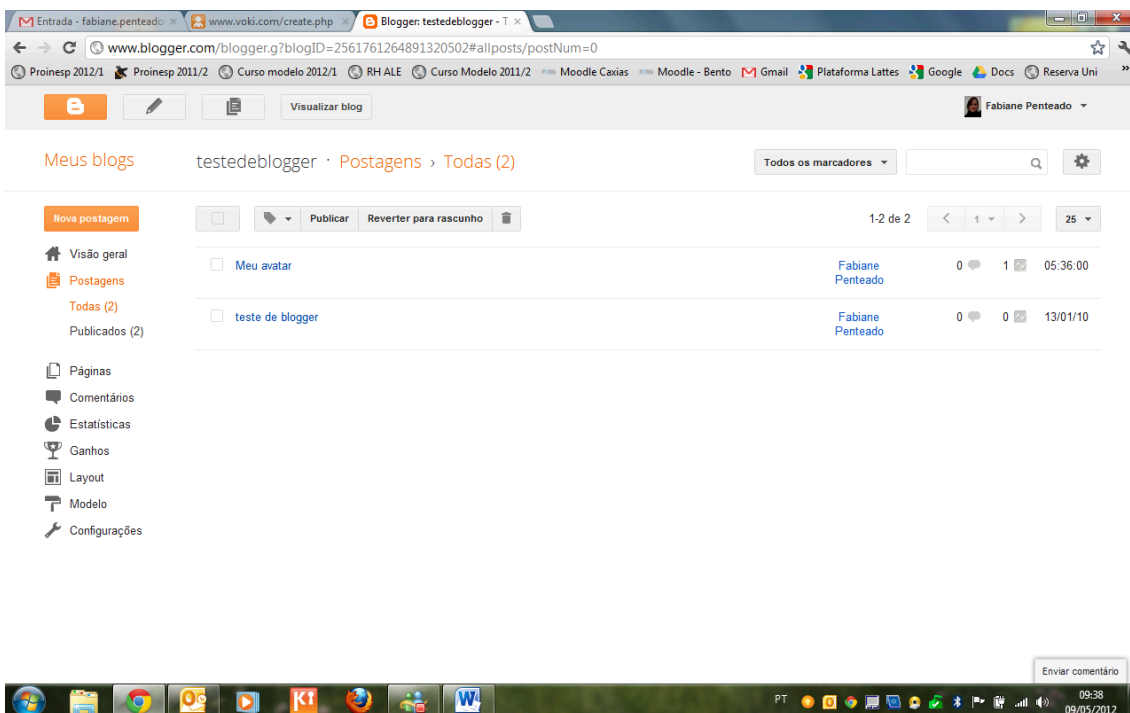 Entrada - fabiane.penteado
www.voki.com/create.php
Blogger: testedeblogger - T
www.blogger.com/blogger.g?blogID=2561761264891320502#allposts/postNum=0
Proinesp 2012/1 Proinesp 2011/2 Curso modelo 2012/1 RH ALE Curso Modelo 2011/2 Moodle Caxias Moodle - Bento Gmail Plataforma Lattes Google Docs Reserva Uni »
Visualizar blog
Fabiane Penteado
Meus blogs
testedeblogger · Postagens › Todas (2)
Todos os marcadores
Nova postagem
Publicar Reverter para rascunho
1-2 de 2
1
25
Visão geral
Postagens
Todas (2)
Publicados (2)
Páginas
Comentários
Estatísticas
Ganhos
Layout
Modelo
Configurações
Meu avatar
Fabiane
Penteado
0 1 05:36:00
teste de blogger
Fabiane
Penteado
0 0 13/01/10
Enviar comentário
PT
09:38
09/05/2012